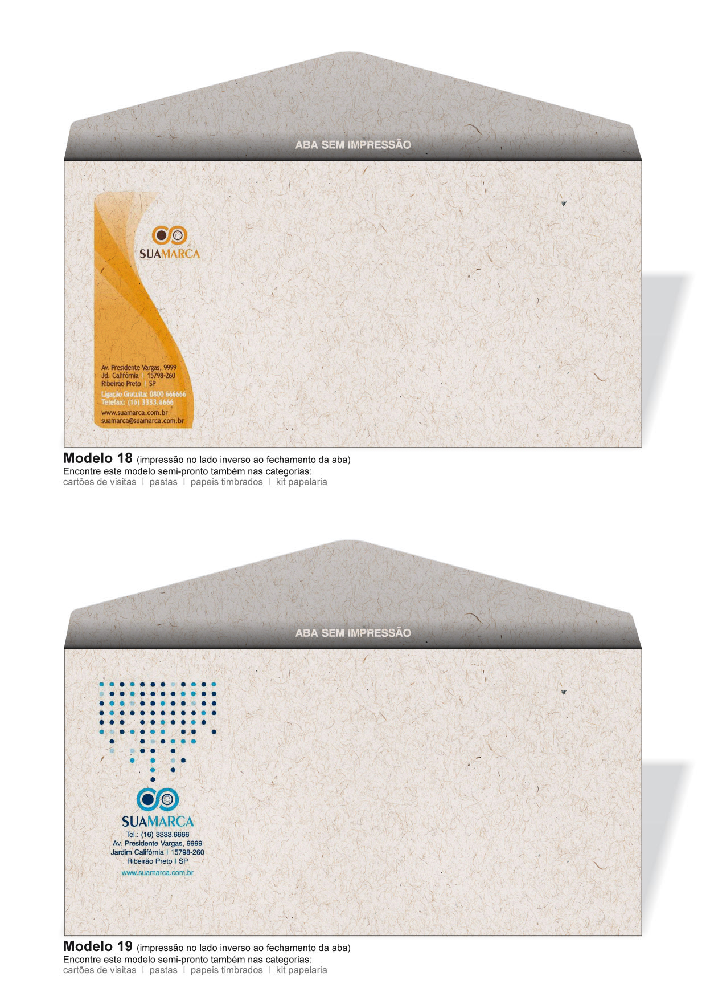 ABA SEM IMPRESSÃO
SUAMARCA
Av. Presidente Vargas, 9999
Jd. Califórnia | 15798-260
Ribeirão Preto | SP
Ligação Gratuita: 0800 666666
Telefax: (16) 3333.6666
www.suamarca.com.br
suamarca@suamarca.com.br
Modelo 18 (impressão no lado inverso ao fechamento da aba)
Encontre este modelo semi-pronto também nas categorias:
cartões de visitas | pastas | papeis timbrados | kit papelaria
ABA SEM IMPRESSÃO
SUAMARCA
Tel.: (16) 3333.6666
Av. Presidente Vargas, 9999
Jardim Califórnia | 15798-260
Ribeirão Preto | SP
www.suamarca.com.br
Modelo 19 (impressão no lado inverso ao fechamento da aba)
Encontre este modelo semi-pronto também nas categorias:
cartões de visitas | pastas | papeis timbrados | kit papelaria